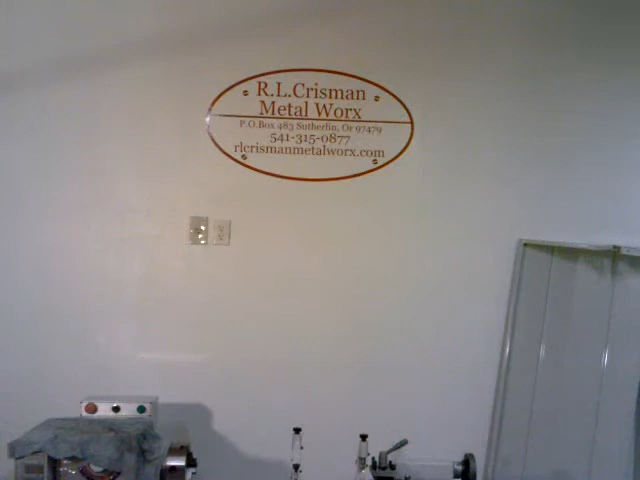 R.L.Crisman
Metal Worx
P.O.Box 483 Sutherlin, Or 97479
541-315-0877
rlcrismanmetalworx.com